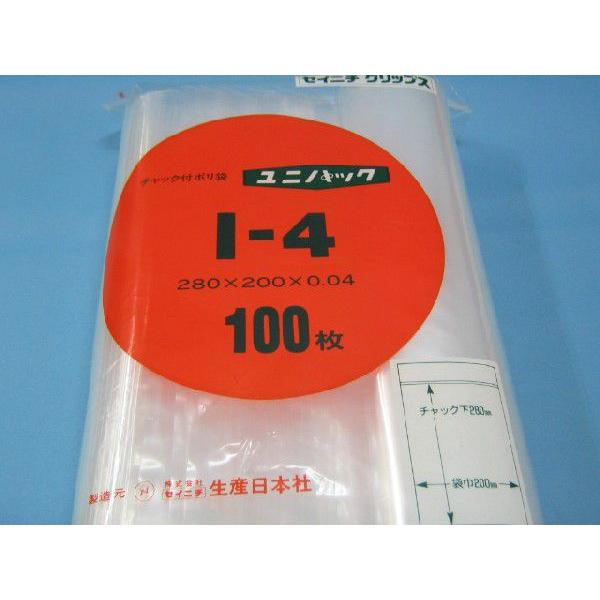 セイニチ グリップス
チャック付ポリ袋 ユニパック
I-4
280×200×0.04
100枚
チャック下280mm
袋巾200mm
製造元 株式会社 セイニチ 生産日本社